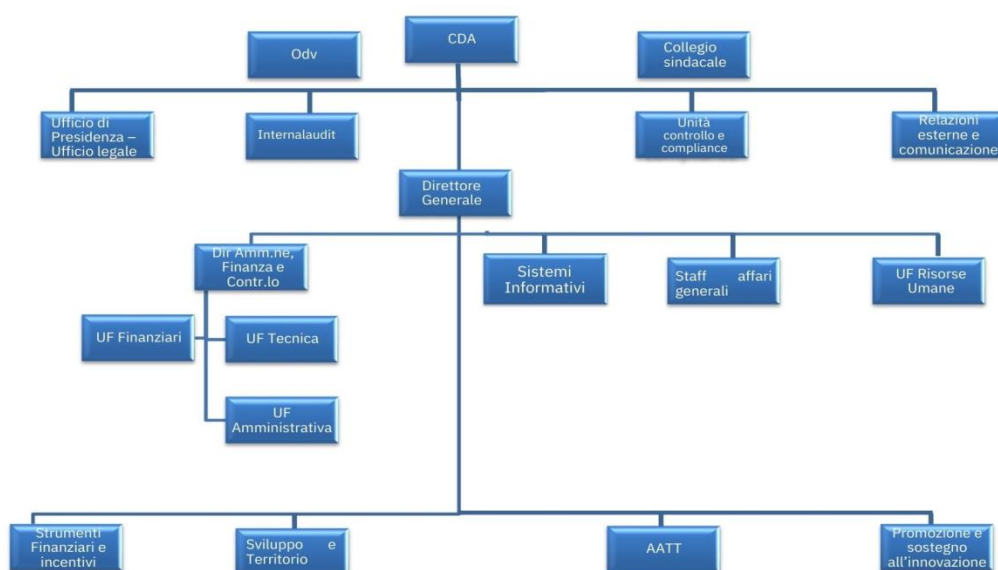 CDA
Odv
Collegio
sindacale
Ufficio di
Presidenza –
Ufficio legale
Internalaudit
Unità
controllo e
compliance
Relazioni
esterne e
comunicazione
Direttore
Generale
Dir Amm.ne,
Finanza e
Contr.lo
Sistemi
Informativi
Staff affari
generali
UF Risorse
Umane
UF Finanziari
UF Tecnica
UF
Amministrativa
Strumenti
Finanziari e
incentivi
Sviluppo e
Territorio
AATT
Promozione e
sostegno
all'innovazione